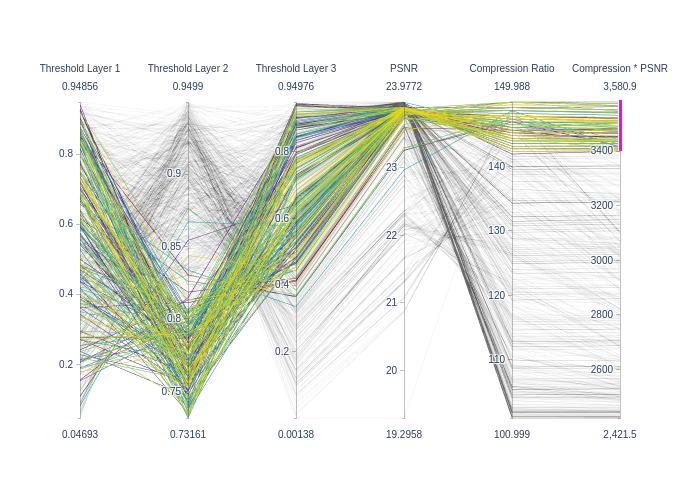 Threshold Layer 1 Threshold Layer 2 Threshold Layer 3 PSNR Compression Ratio Compression * PSNR
0.94856 0.9499 0.94976 23.9772 149.988 3,580.9
0.8 0.9 0.8 23 140 3400
0.6 0.85 0.6 22 130 3200
0.4 0.8 0.4 21 120 3000
0.2 0.75 0.2 20 110 2800
2600
0.04693 0.73161 0.00138 19.2958 100.999 2,421.5